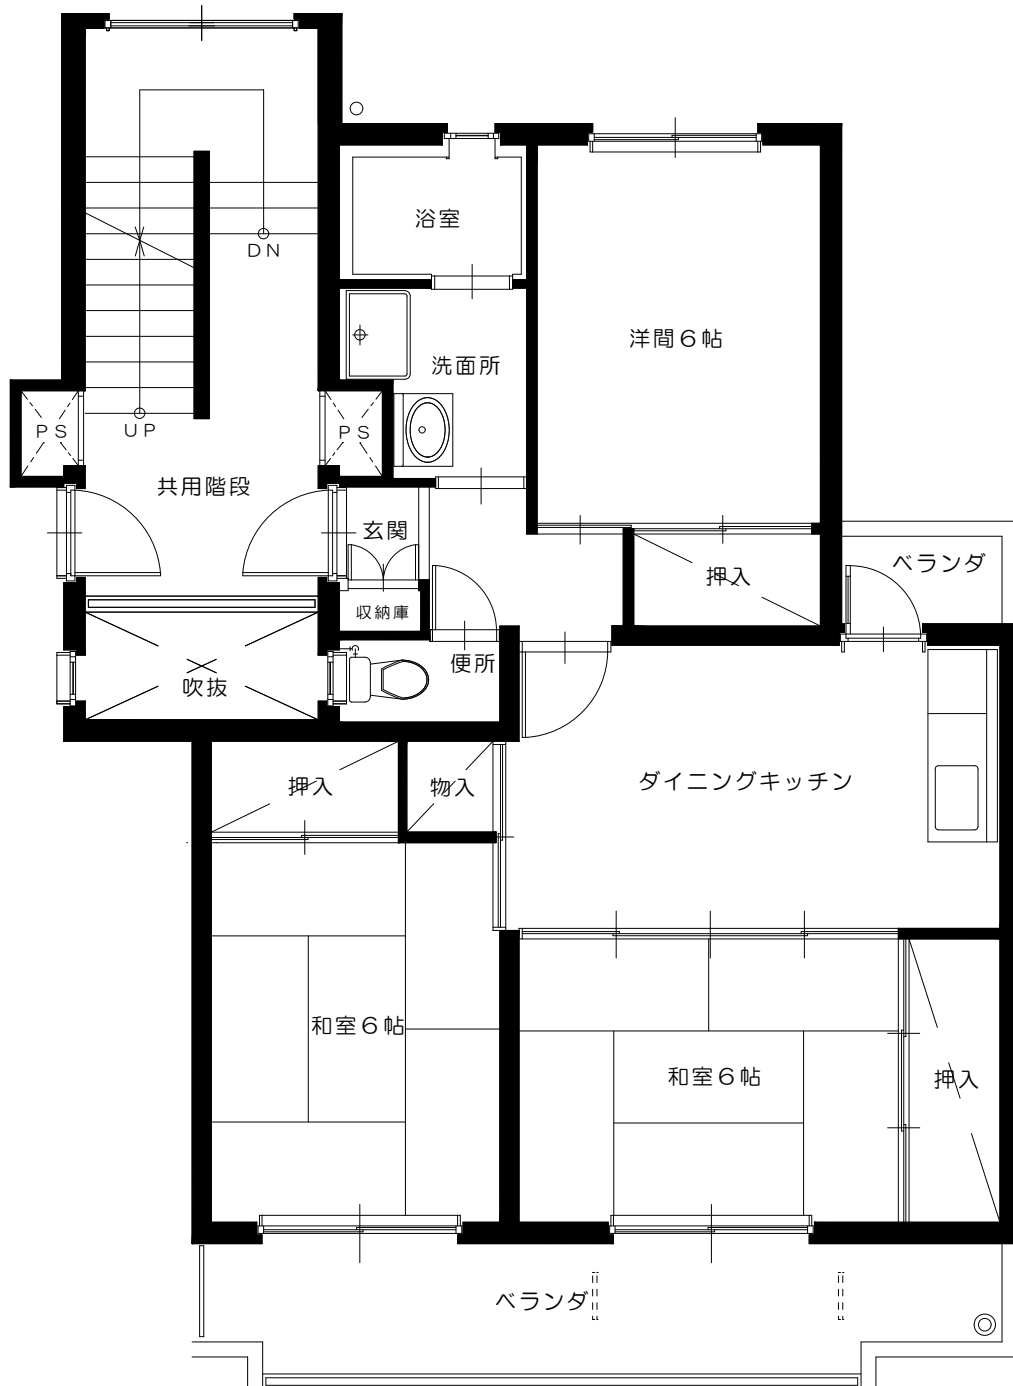 浴室
DN
洋間6帖
洗面所
PS
UP
PS
共用階段
玄関
ベランダ
押入
収納庫
便所
吹抜
ダイニングキッチン
押入
物入
和室6帖
和室6帖
押入
ベランダ